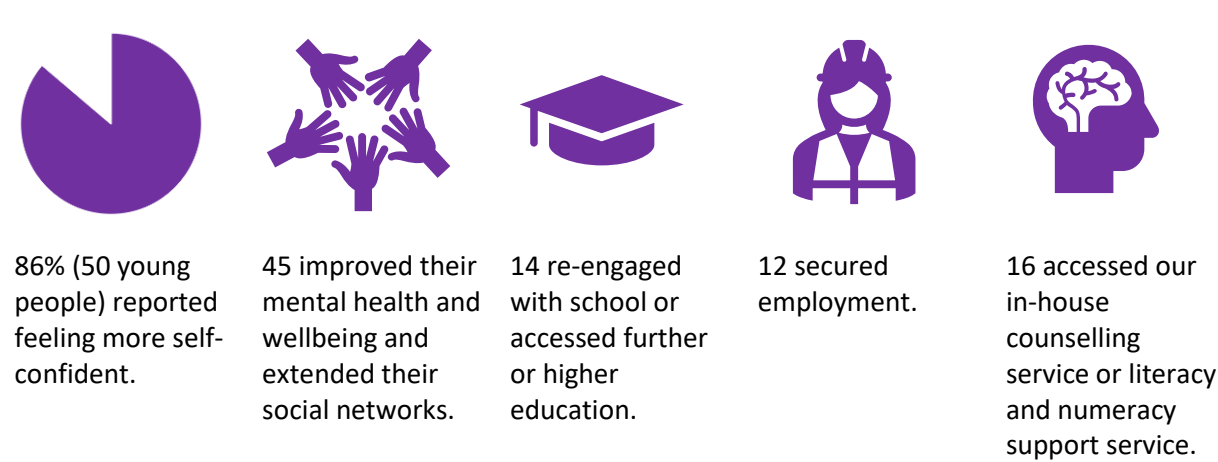 86% (50 young
people) reported
feeling more self-
confident.
45 improved their
mental health and
wellbeing and
extended their
social networks.
14 re-engaged
with school or
accessed further
or higher
education.
12 secured
employment.
16 accessed our
in-house
counselling
service or literacy
and numeracy
support service.